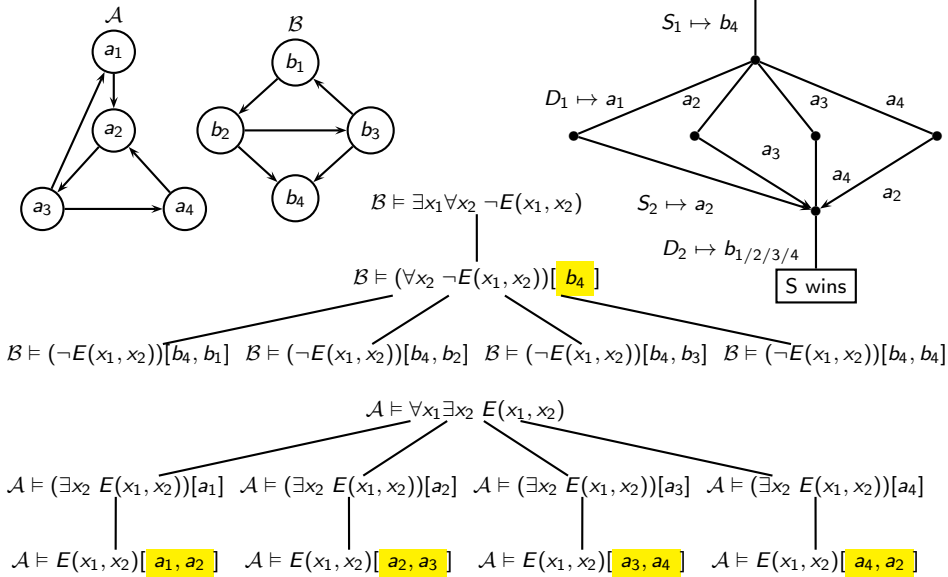 𝒜
a₁
a₂
a₃
a₄
ℬ
b₁
b₂
b₃
b₄
S₁ ↦ b₄
D₁ ↦ a₁
a₂
a₃
a₄
a₃
a₄
a₂
S₂ ↦ a₂
D₂ ↦ b₁/₂/₃/₄
S wins
ℬ ⊨ ∃x₁∀x₂ ¬E(x₁, x₂)
ℬ ⊨ (∀x₂ ¬E(x₁, x₂))[ b₄ ]
ℬ ⊨ (¬E(x₁, x₂))[b₄, b₁] ℬ ⊨ (¬E(x₁, x₂))[b₄, b₂] ℬ ⊨ (¬E(x₁, x₂))[b₄, b₃] ℬ ⊨ (¬E(x₁, x₂))[b₄, b₄]
𝒜 ⊨ ∀x₁∃x₂ E(x₁, x₂)
𝒜 ⊨ (∃x₂ E(x₁, x₂))[a₁] 𝒜 ⊨ (∃x₂ E(x₁, x₂))[a₂] 𝒜 ⊨ (∃x₂ E(x₁, x₂))[a₃] 𝒜 ⊨ (∃x₂ E(x₁, x₂))[a₄]
𝒜 ⊨ E(x₁, x₂)[ a₁, a₂ ] 𝒜 ⊨ E(x₁, x₂)[ a₂, a₃ ] 𝒜 ⊨ E(x₁, x₂)[ a₃, a₄ ] 𝒜 ⊨ E(x₁, x₂)[ a₄, a₂ ]